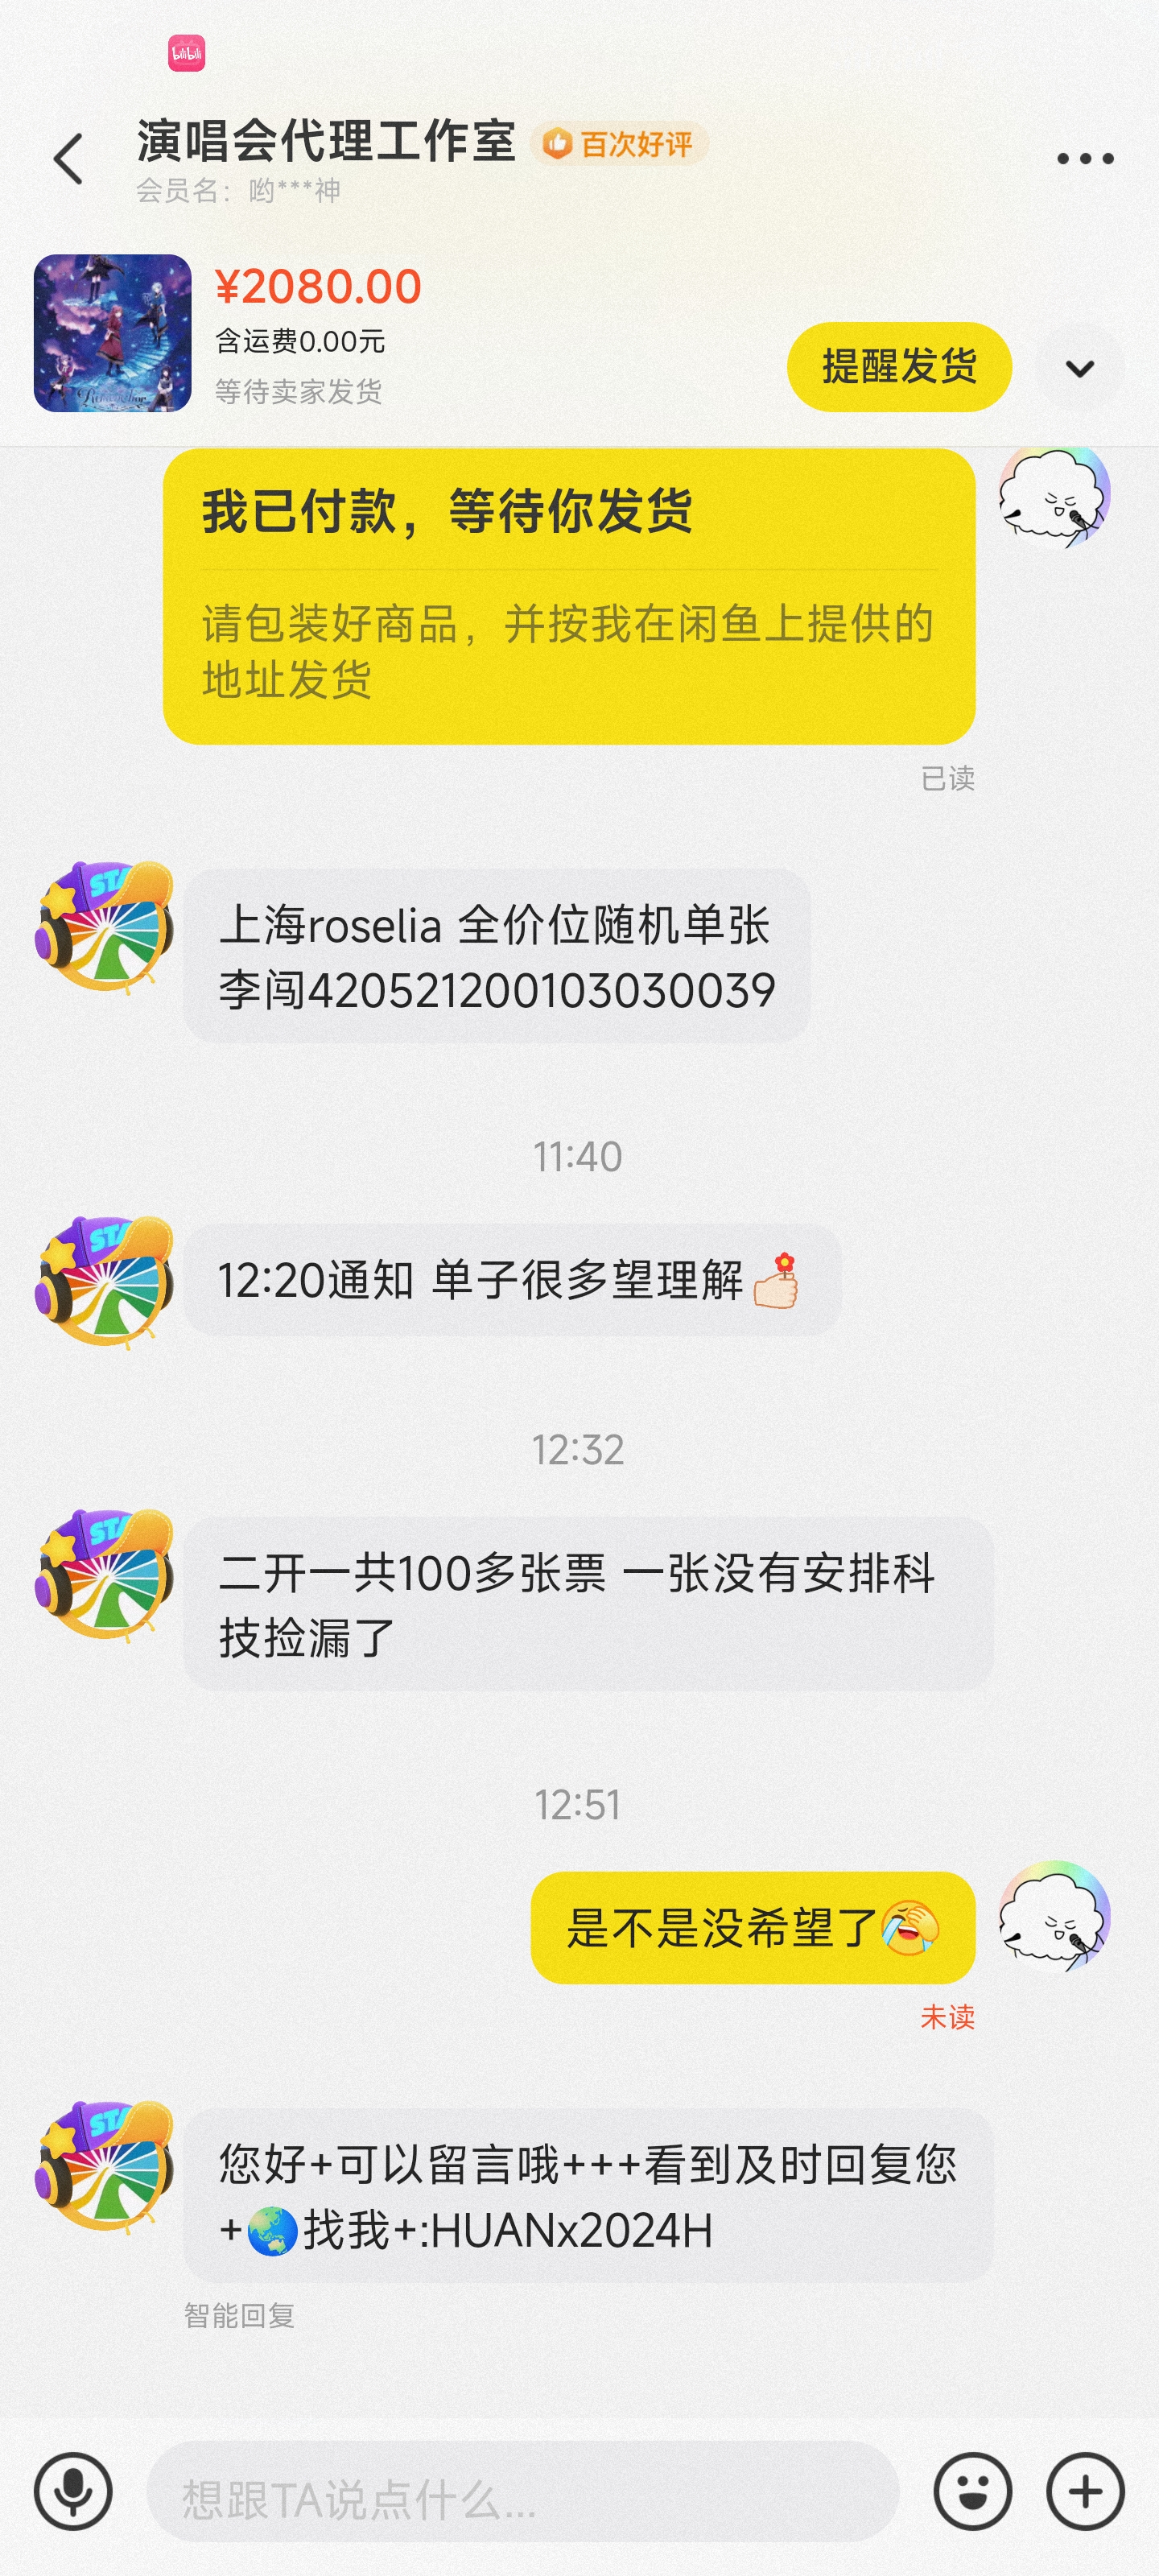 bilibili
演唱会代理工作室 百次好评
会员名：哟***神
¥2080.00
含运费0.00元
等待卖家发货
提醒发货
我已付款，等待你发货
请包装好商品，并按我在闲鱼上提供的
地址发货
已读
上海roselia 全价位随机单张
李闯420521200103030039
11:40
12:20通知 单子很多望理解
12:32
二开一共100多张票 一张没有安排科
技捡漏了
12:51
是不是没希望了😭
未读
您好+可以留言哦+++看到及时回复您
+🌏找我+:HUANx2024H
智能回复
想跟TA说点什么...